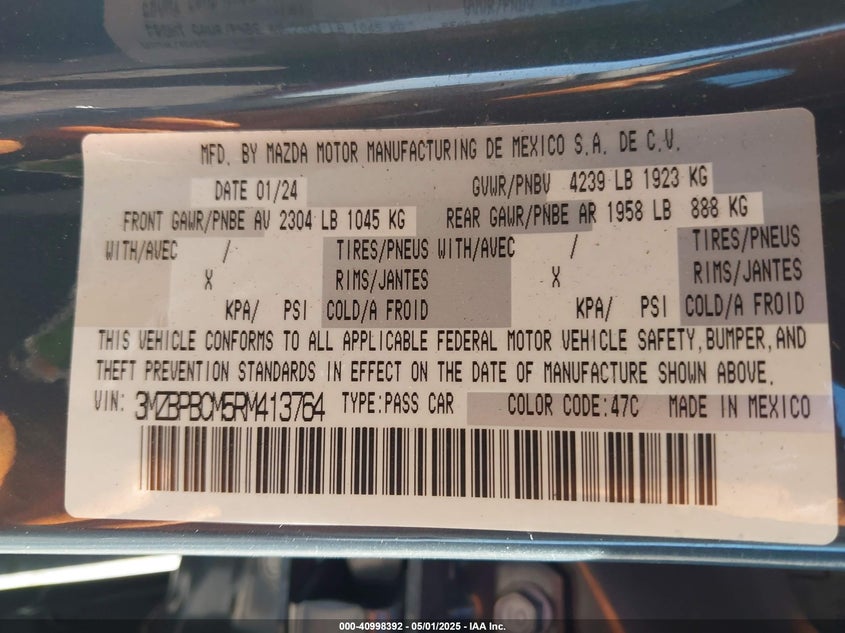 MFD. BY MAZDA MOTOR MANUFACTURING DE MEXICO S.A. DE C.V.
DATE 01/24 GVWR/PNBV 4239 LB 1923 KG
FRONT GAWR/PNBE AV 2304 LB 1045 KG REAR GAWR/PNBE AR 1958 LB 888 KG
WITH/AVEC / TIRES/PNEUS WITH/AVEC / TIRES/PNEUS
X RIMS/JANTES X RIMS/JANTES
KPA/ PSI COLD/A FROID KPA/ PSI COLD/A FROID
THIS VEHICLE CONFORMS TO ALL APPLICABLE FEDERAL MOTOR VEHICLE SAFETY, BUMPER, AND
THEFT PREVENTION STANDARDS IN EFFECT ON THE DATE OF MANUFACTURE SHOWN ABOVE.
VIN: 3MZBPBCM5RM413764 TYPE:PASS CAR COLOR CODE:47C MADE IN MEXICO
000-40998392 - 05/01/2025 - IAA Inc.